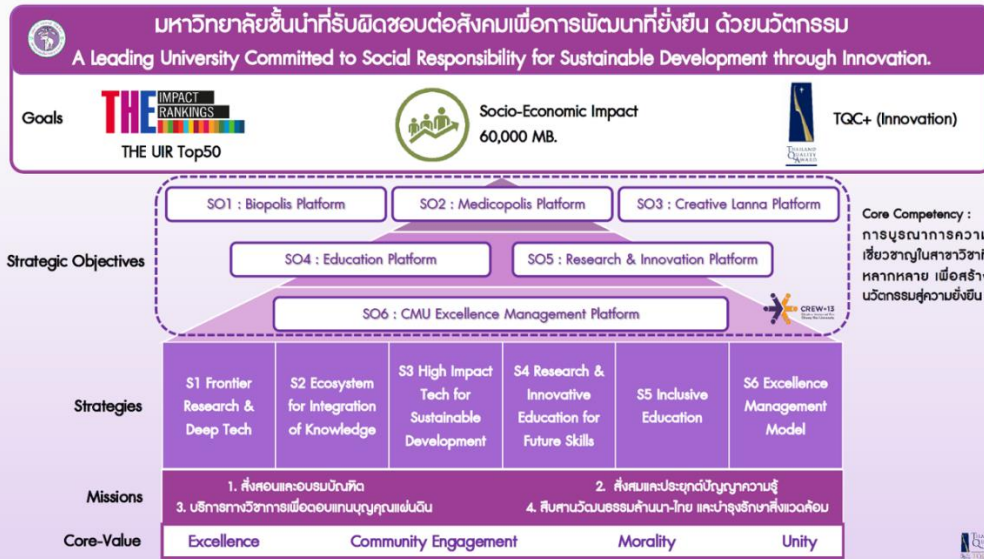 มหาวิทยาลัยชั้นนำที่รับผิดชอบต่อสังคมเพื่อการพัฒนาที่ยั่งยืน ด้วยนวัตกรรม
A Leading University Committed to Social Responsibility for Sustainable Development through Innovation.
Goals
THE IMPACT RANKINGS
THE UIR Top50
Socio-Economic Impact
60,000 MB.
THAILAND QUALITY AWARD
TQC+ (Innovation)
Strategic Objectives
SO1 : Biopolis Platform
SO2 : Medicopolis Platform
SO3 : Creative Lanna Platform
SO4 : Education Platform
SO5 : Research & Innovation Platform
SO6 : CMU Excellence Management Platform
CREW+13
Core Competency :
การบูรณาการความ
เชี่ยวชาญในสาขาวิชาที่
หลากหลาย เพื่อสร้าง
นวัตกรรมสู่ความยั่งยืน
Strategies
S1 Frontier
Research &
Deep Tech
S2 Ecosystem
for Integration
of Knowledge
S3 High Impact
Tech for
Sustainable
Development
S4 Research &
Innovative
Education for
Future Skills
S5 Inclusive
Education
S6 Excellence
Management
Model
Missions
1. สั่งสอนและอบรมบัณฑิต
2. สั่งสมและประยุกต์ปัญญาความรู้
3. บริการทางวิชาการเพื่อตอบแทนบุญคุณแผ่นดิน
4. สืบสานวัฒนธรรมล้านนา-ไทย และบำรุงรักษาสิ่งแวดล้อม
Core-Value
Excellence
Community Engagement
Morality
Unity